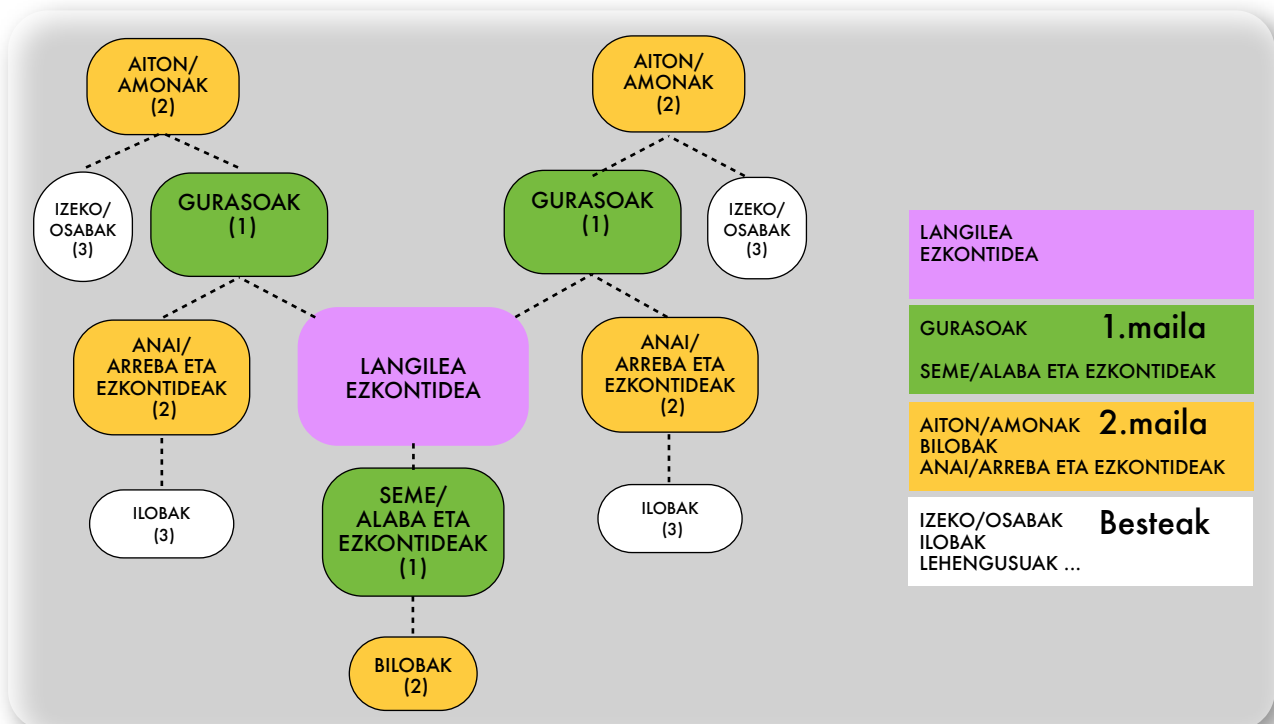 AITON/
AMONAK
(2)
AITON/
AMONAK
(2)
IZEKO/
OSABAK
(3)
GURASOAK
(1)
GURASOAK
(1)
IZEKO/
OSABAK
(3)
ANAI/
ARREBA ETA
EZKONTIDEAK
(2)
LANGILEA
EZKONTIDEA
ANAI/
ARREBA ETA
EZKONTIDEAK
(2)
ILOBAK
(3)
SEME/
ALABA ETA
EZKONTIDEAK
(1)
ILOBAK
(3)
BILOBAK
(2)
LANGILEA
EZKONTIDEA
GURASOAK 1.maila
SEME/ALABA ETA EZKONTIDEAK
AITON/AMONAK 2.maila
BILOBAK
ANAI/ARREBA ETA EZKONTIDEAK
IZEKO/OSABAK Besteak
ILOBAK
LEHENGUSUAK ...